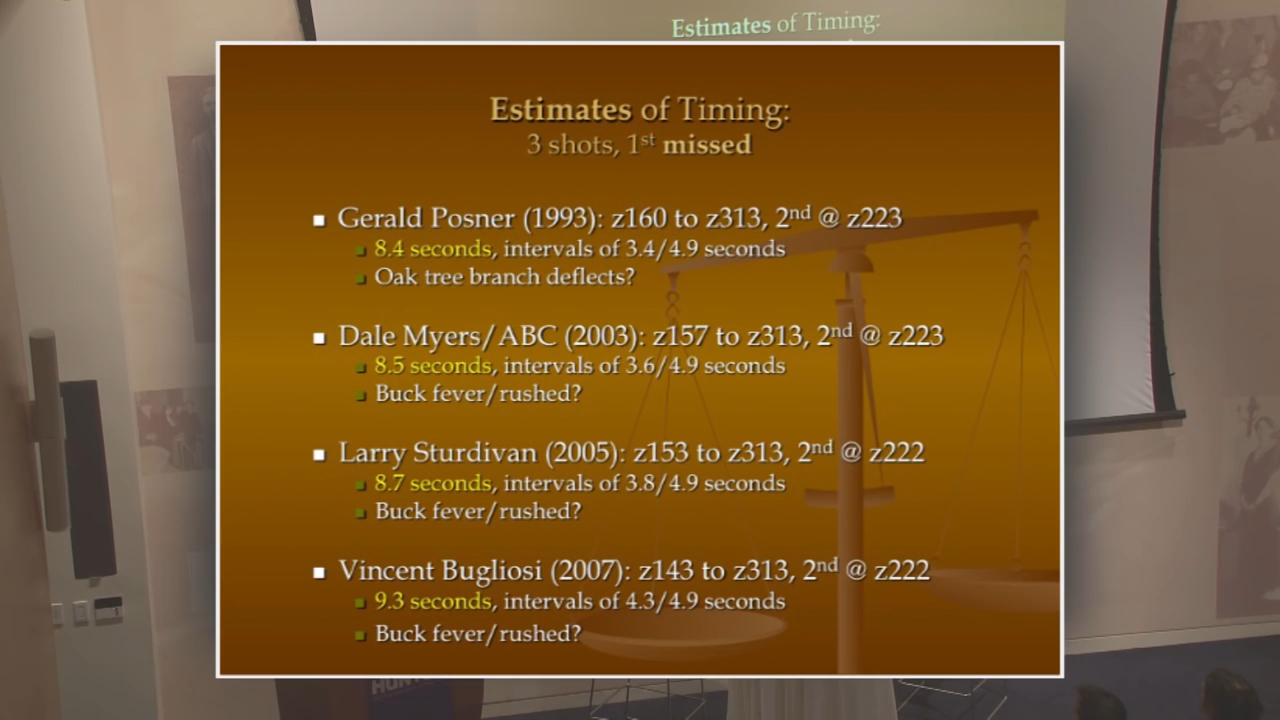 Estimates of Timing:
Estimates of Timing:
3 shots, 1st missed
Gerald Posner (1993): z160 to z313, 2nd @ z223
8.4 seconds, intervals of 3.4/4.9 seconds
Oak tree branch deflects?
Dale Myers/ABC (2003): z157 to z313, 2nd @ z223
8.5 seconds, intervals of 3.6/4.9 seconds
Buck fever/rushed?
Larry Sturdivan (2005): z153 to z313, 2nd @ z222
8.7 seconds, intervals of 3.8/4.9 seconds
Buck fever/rushed?
Vincent Bugliosi (2007): z143 to z313, 2nd @ z222
9.3 seconds, intervals of 4.3/4.9 seconds
Buck fever/rushed?